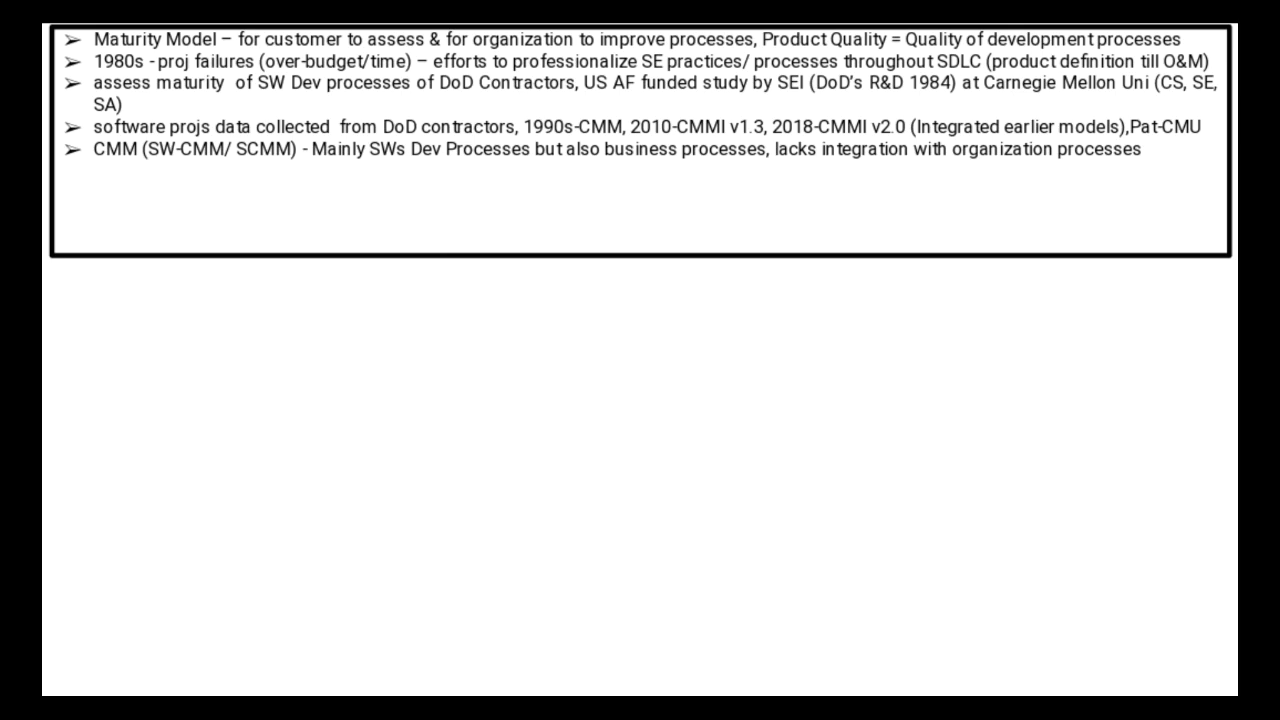 ➢ Maturity Model – for customer to assess & for organization to improve processes, Product Quality = Quality of development processes
➢ 1980s - proj failures (over-budget/time) – efforts to professionalize SE practices/ processes throughout SDLC (product definition till O&M)
➢ assess maturity of SW Dev processes of DoD Contractors, US AF funded study by SEI (DoD's R&D 1984) at Carnegie Mellon Uni (CS, SE,
SA)
➢ software projs data collected from DoD contractors, 1990s-CMM, 2010-CMMI v1.3, 2018-CMMI v2.0 (Integrated earlier models),Pat-CMU
➢ CMM (SW-CMM/ SCMM) - Mainly SWs Dev Processes but also business processes, lacks integration with organization processes